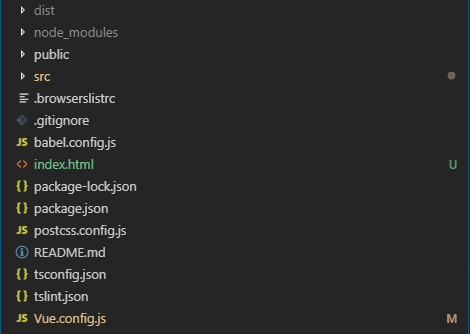 dist
node_modules
public
src
.browserslistrc
.gitignore
JS babel.config.js
<> index.html U
{} package-lock.json
{} package.json
JS postcss.config.js
README.md
{} tsconfig.json
{} tslint.json
JS Vue.config.js M